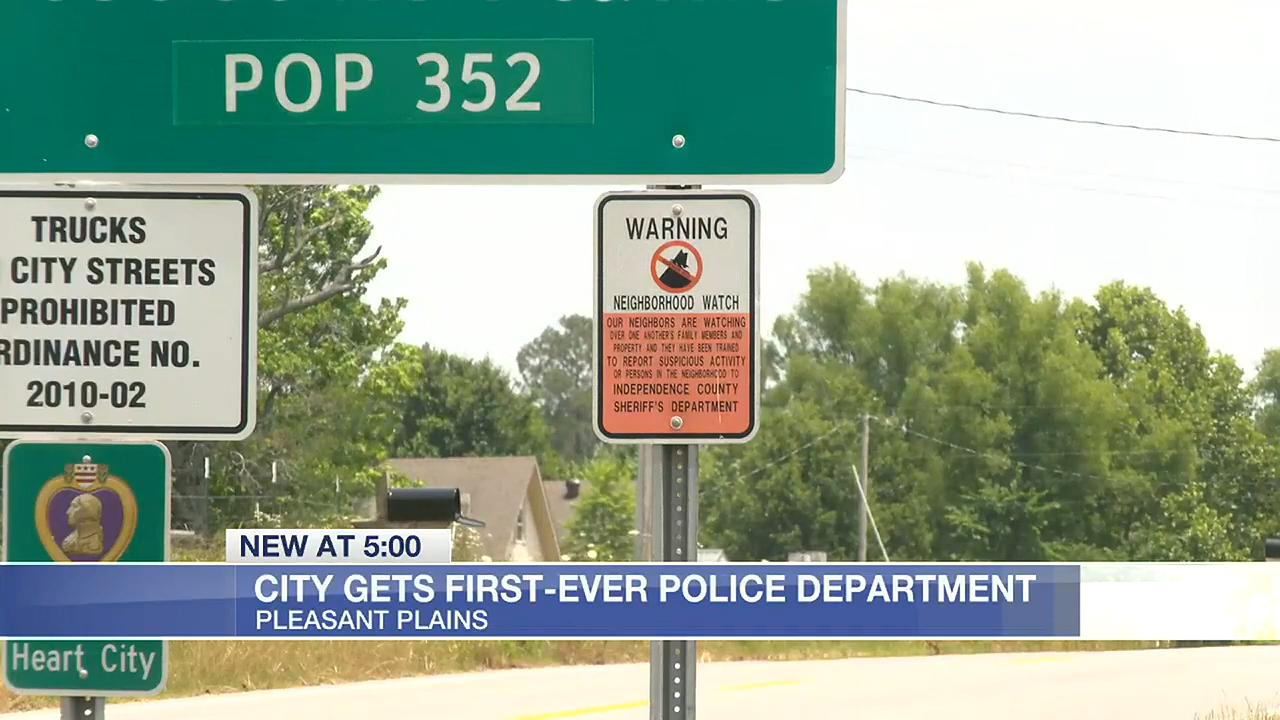 POP 352
TRUCKS
CITY STREETS
PROHIBITED
RDINANCE NO.
2010-02
WARNING
NEIGHBORHOOD WATCH
OUR NEIGHBORS ARE WATCHING
OVER ONE ANOTHER'S FAMILY MEMBERS AND
PROPERTY AND THEY HAVE BEEN TRAINED
TO REPORT SUSPICIOUS ACTIVITY
OR PERSONS IN THE NEIGHBORHOOD TO
INDEPENDENCE COUNTY
SHERIFF'S DEPARTMENT
NEW AT 5:00
CITY GETS FIRST-EVER POLICE DEPARTMENT
PLEASANT PLAINS
Heart City